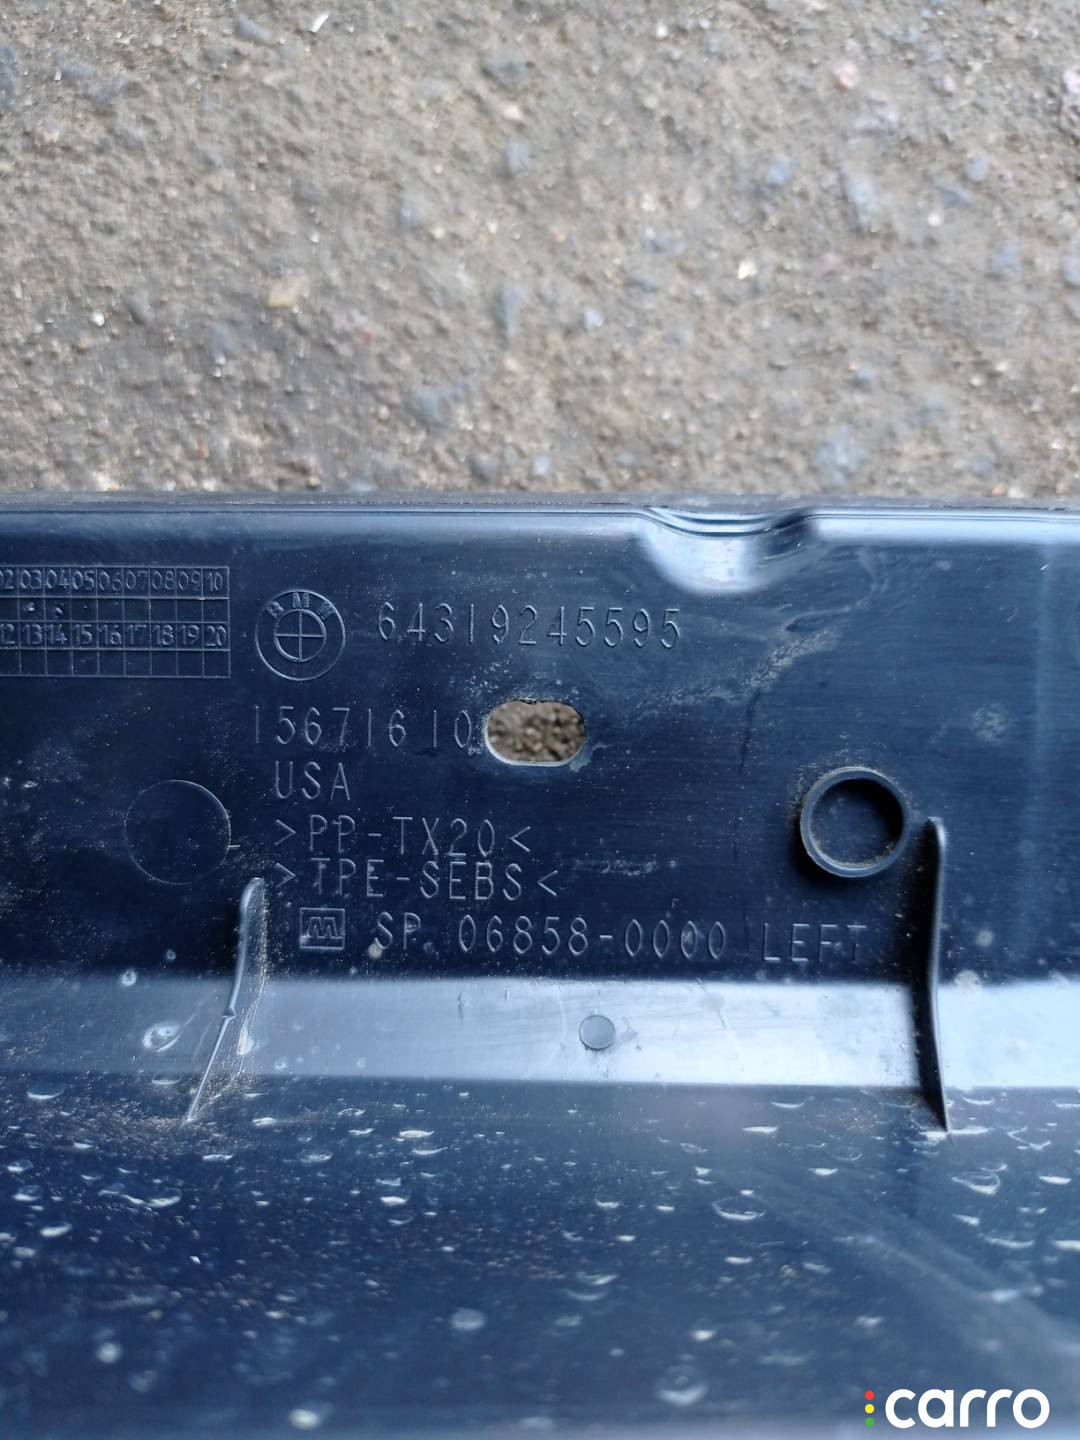 02 03 04 05 06 07 08 09 10
12 13 14 15 16 17 18 19 20
BMW
64319245595
15671610
USA
>PP-TX20<
>TPE-SEBS<
SP 06858-0000 LEFT
carro